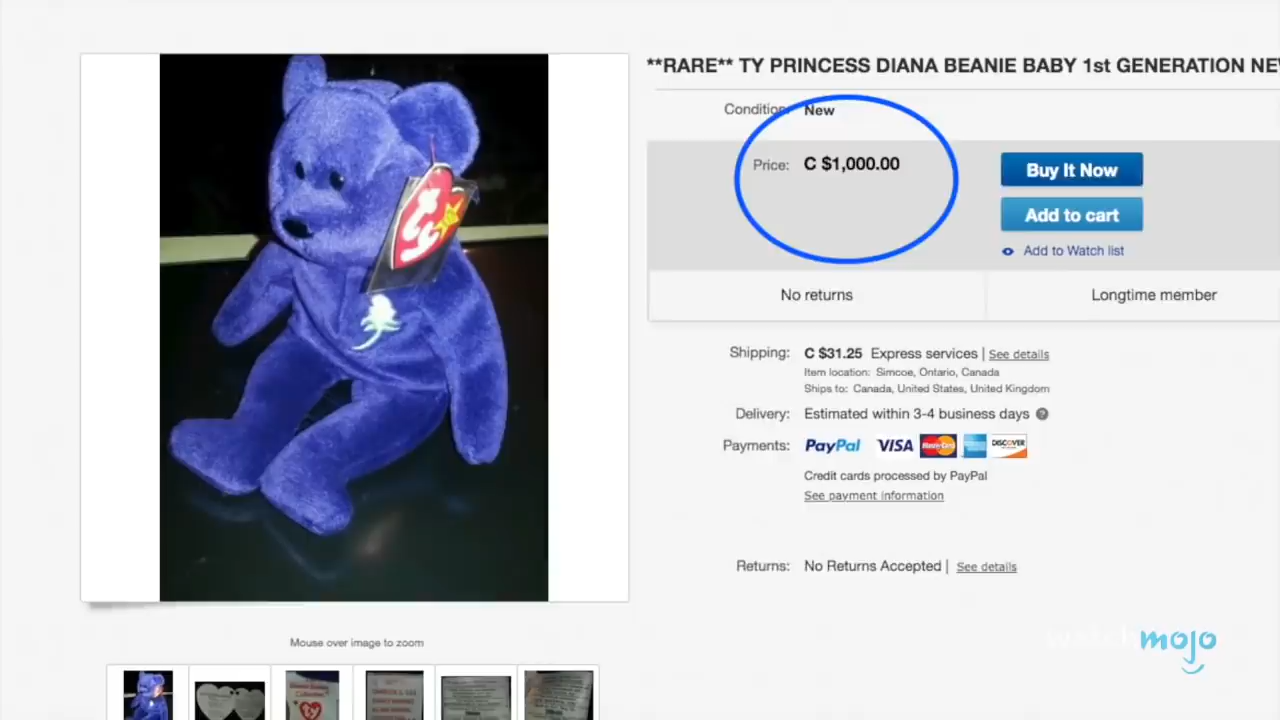 **RARE** TY PRINCESS DIANA BEANIE BABY 1st GENERATION NE
Condition: New
Price: C $1,000.00
Buy It Now
Add to cart
Add to Watch list
No returns
Longtime member
Shipping: C $31.25 Express services | See details
Item location: Simcoe, Ontario, Canada
Ships to: Canada, United States, United Kingdom
Delivery: Estimated within 3-4 business days
Payments: PayPal VISA MasterCard DISCOVER
Credit cards processed by PayPal
See payment information
Returns: No Returns Accepted | See details
ty
Mouse over image to zoom
mojo